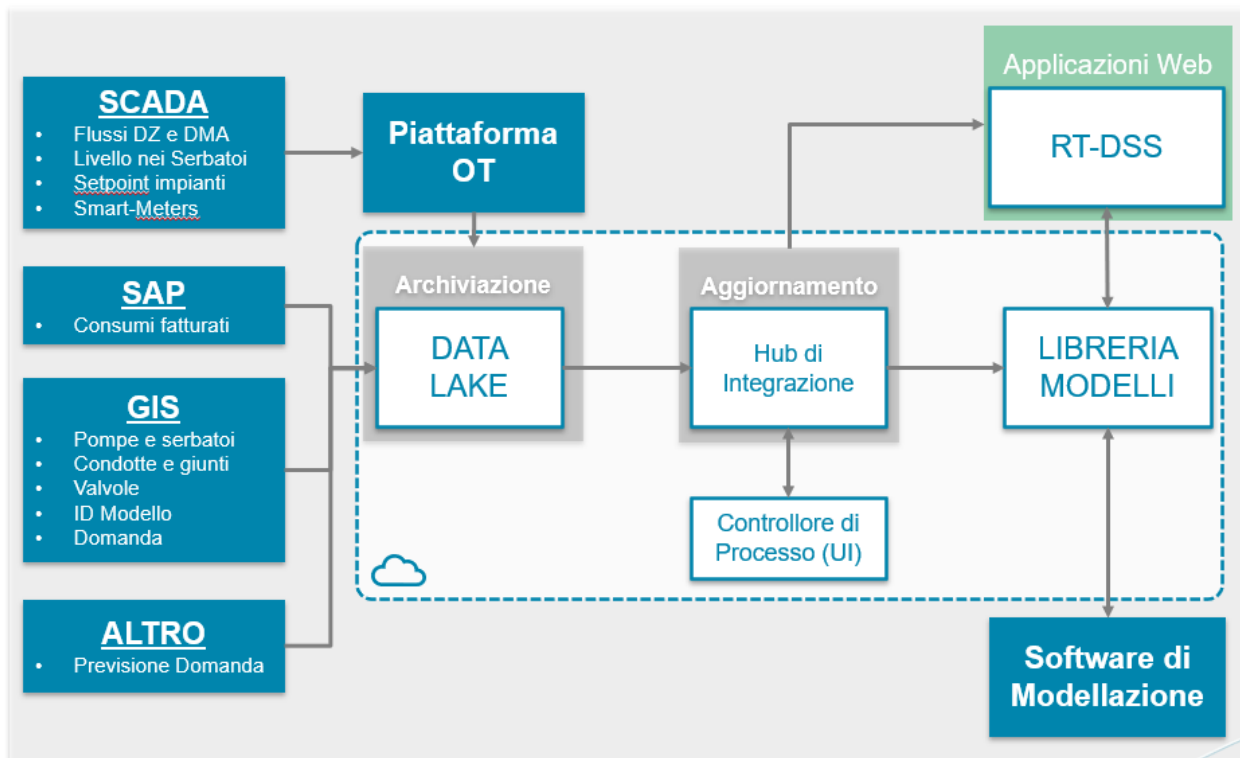 SCADA
• Flussi DZ e DMA
• Livello nei Serbatoi
• Setpoint impianti
• Smart-Meters
Piattaforma
OT
Applicazioni Web
RT-DSS
SAP
• Consumi fatturati
Archiviazione
DATA
LAKE
Aggiornamento
Hub di
Integrazione
LIBRERIA
MODELLI
GIS
• Pompe e serbatoi
• Condotte e giunti
• Valvole
• ID Modello
• Domanda
Controllore di
Processo (UI)
ALTRO
• Previsione Domanda
Software di
Modellazione